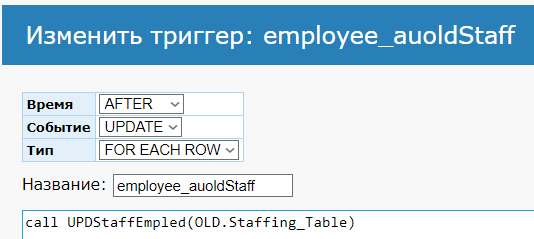 Изменить триггер: employee_auoldStaff
Время AFTER
Событие UPDATE
Тип FOR EACH ROW
Название: employee_auoldStaff
call UPDStaffEmpled(OLD.Staffing_Table)